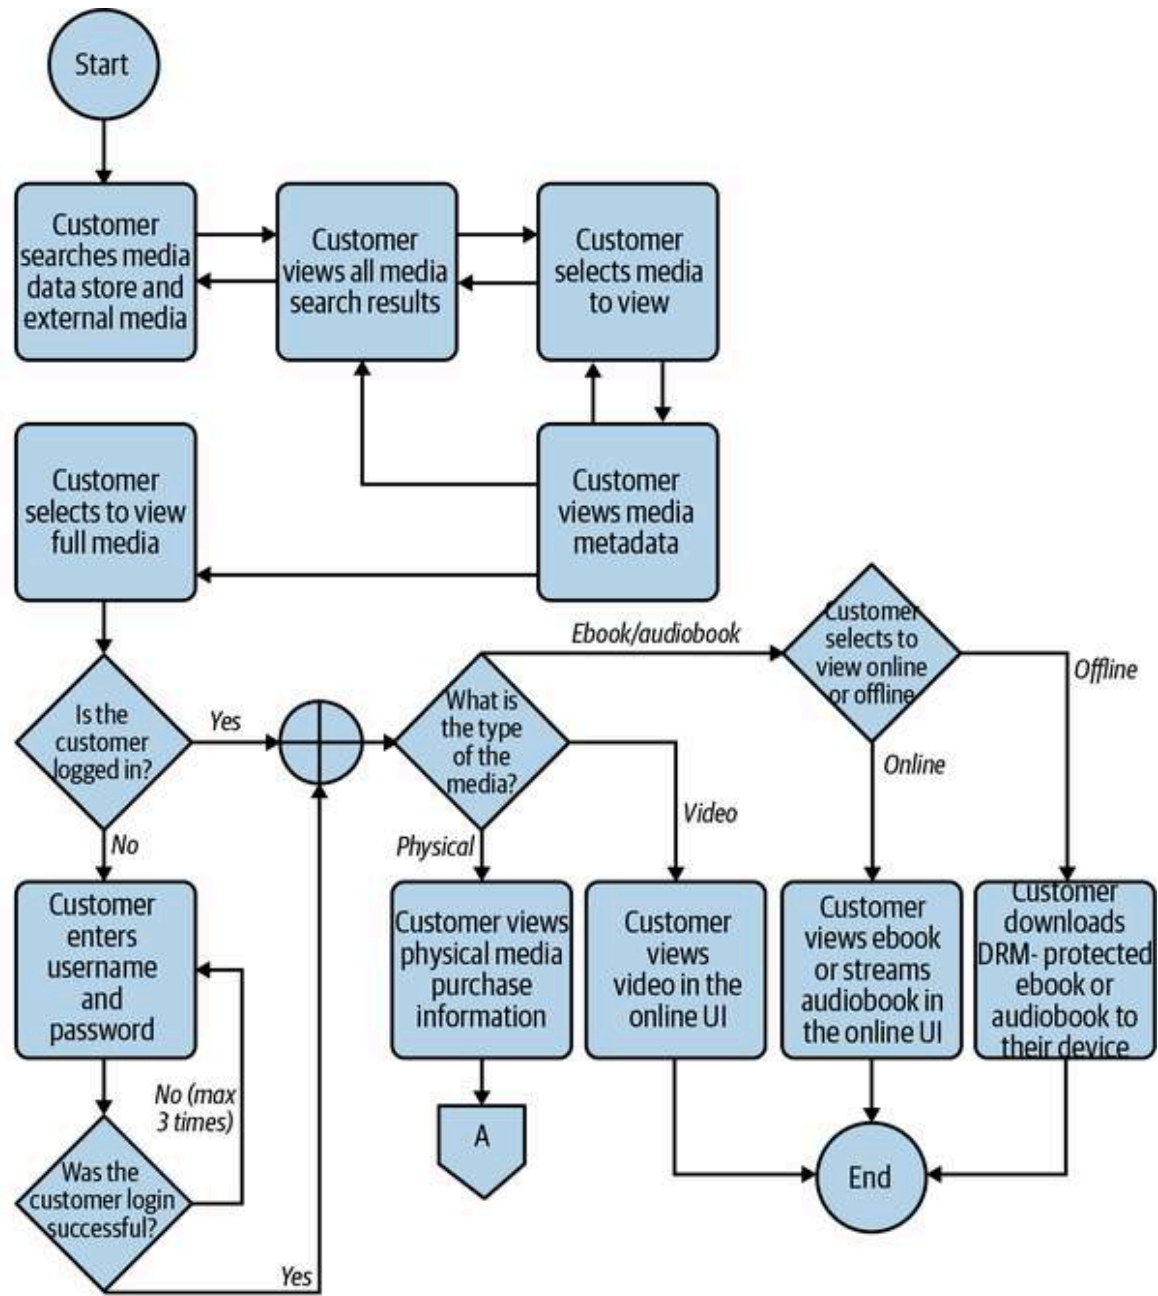 Start
Customer
searches media
data store and
external media
Customer
views all media
search results
Customer
selects media
to view
Customer
selects to view
full media
Customer
views media
metadata
Ebook/audiobook
Customer
selects to
view online
or offline
Offline
Is the
customer
logged in?
Yes
What is
the type
of the
media?
Online
Video
No
Physical
Customer
enters
username
and
password
Customer views
physical media
purchase
information
Customer
views
video in the
online UI
Customer
views ebook
or streams
audiobook in
the online UI
Customer
downloads
DRM- protected
ebook or
audiobook to
their device
No (max
3 times)
A
Was the
customer login
successful?
End
Yes